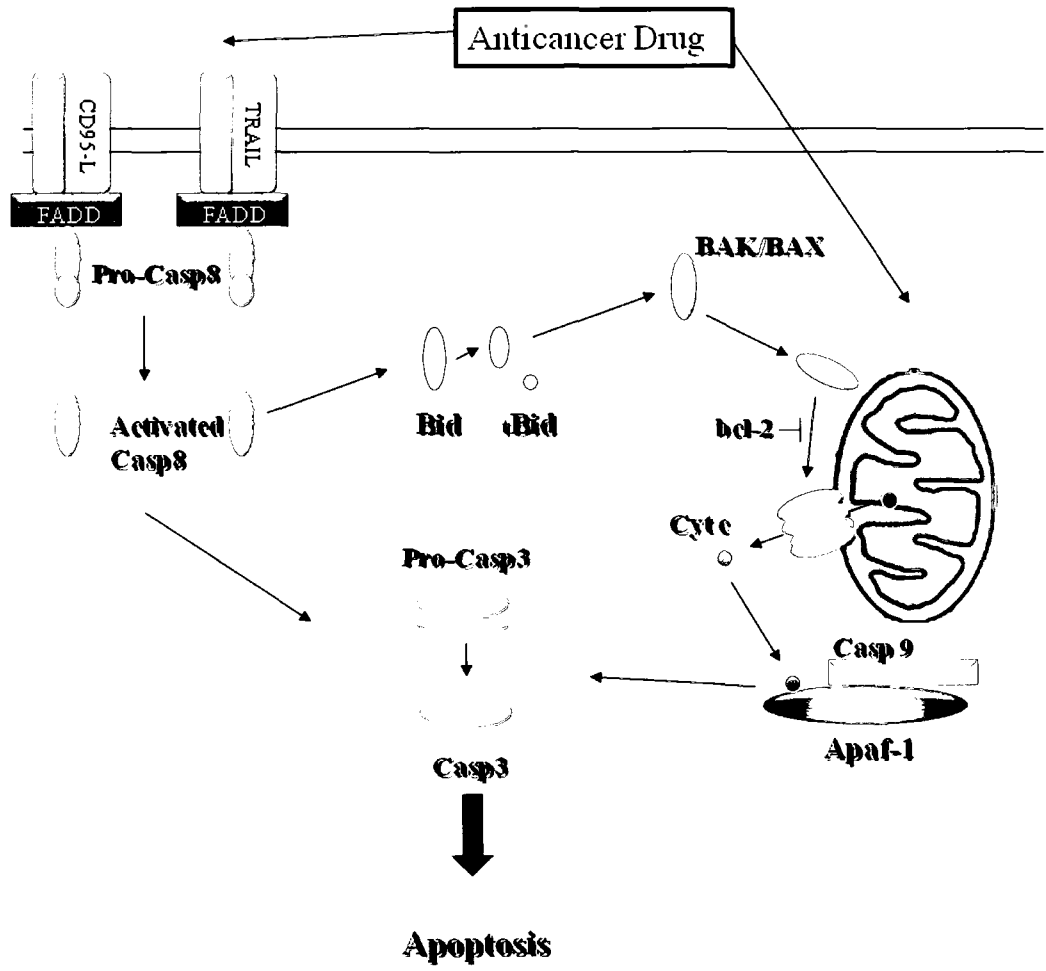 Anticancer Drug
CD95-L
TRAIL
FADD
FADD
Pro-Casp8
BAK/BAX
Activated
Casp8
Bid
tBid
bcl-2
Cyt c
Pro-Casp3
Casp 9
Apaf-1
Casp3
Apoptosis